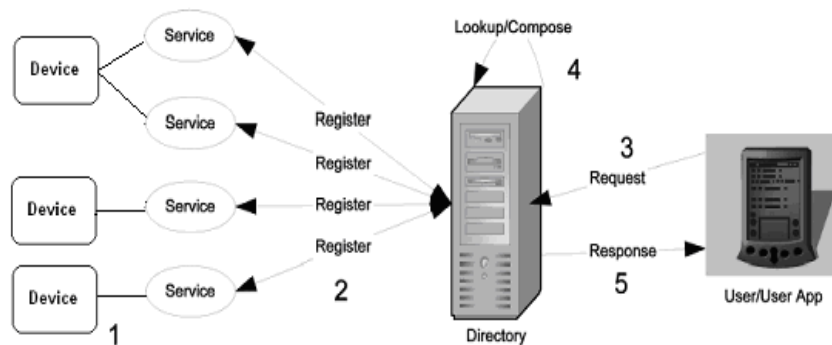 Service
Device
Service
Device
Service
Device
Service
1
Register
Register
Register
Register
2
Lookup/Compose
4
Directory
3
Request
Response
5
User/User App